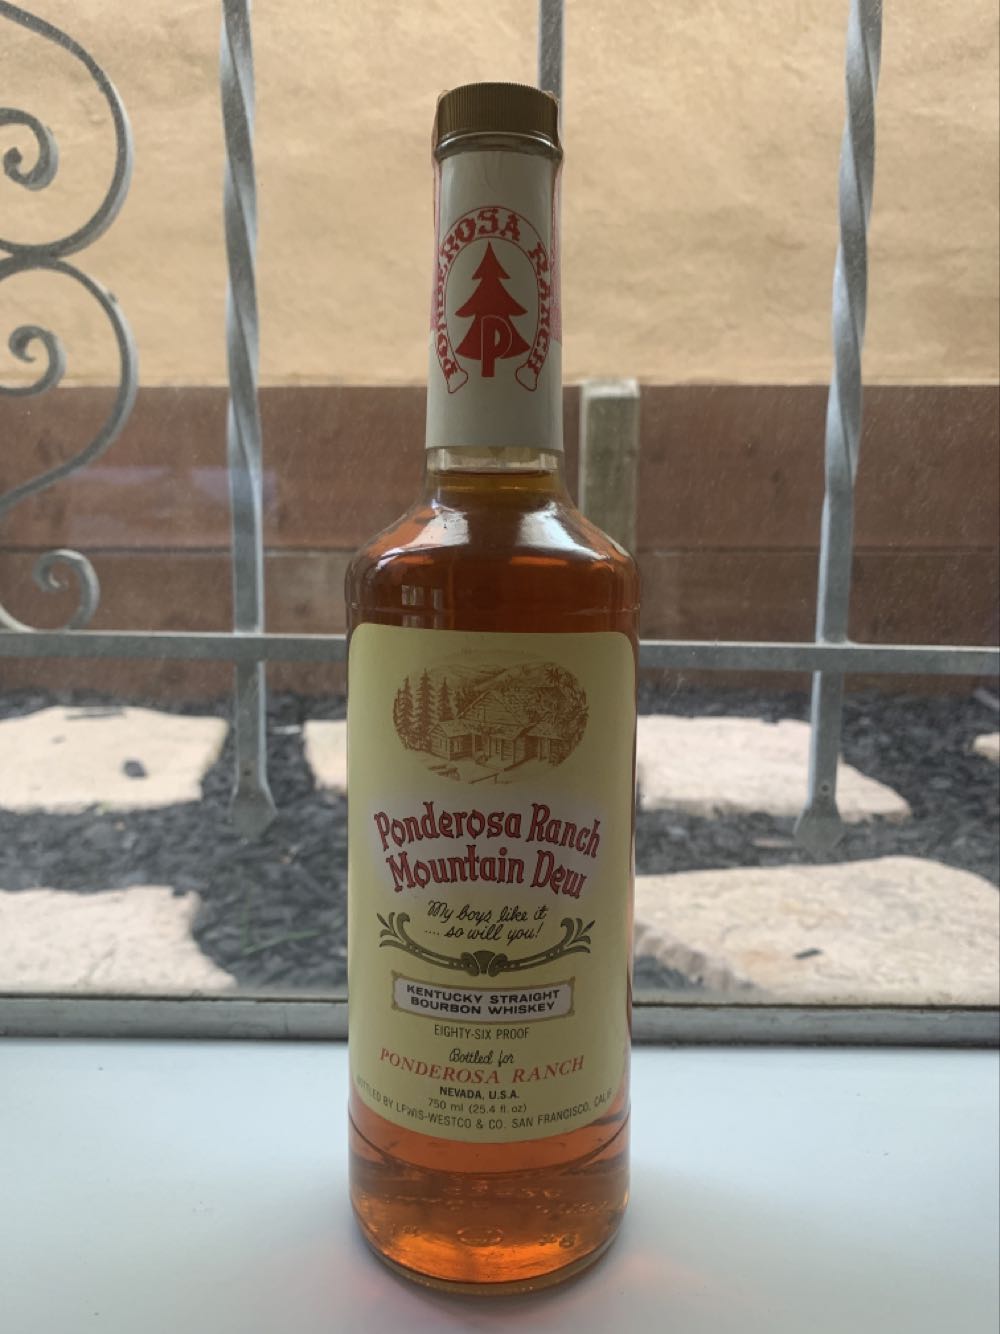 PONDEROSA RANCH
P
Ponderosa Ranch
Mountain Dew
My boys like it
.... so will you!
KENTUCKY STRAIGHT
BOURBON WHISKEY
EIGHTY-SIX PROOF
Bottled for
PONDEROSA RANCH
NEVADA, U.S.A.
750 ml (25.4 fl. oz)
BOTTLED BY LEWIS-WESTCO & CO. SAN FRANCISCO, CALIF